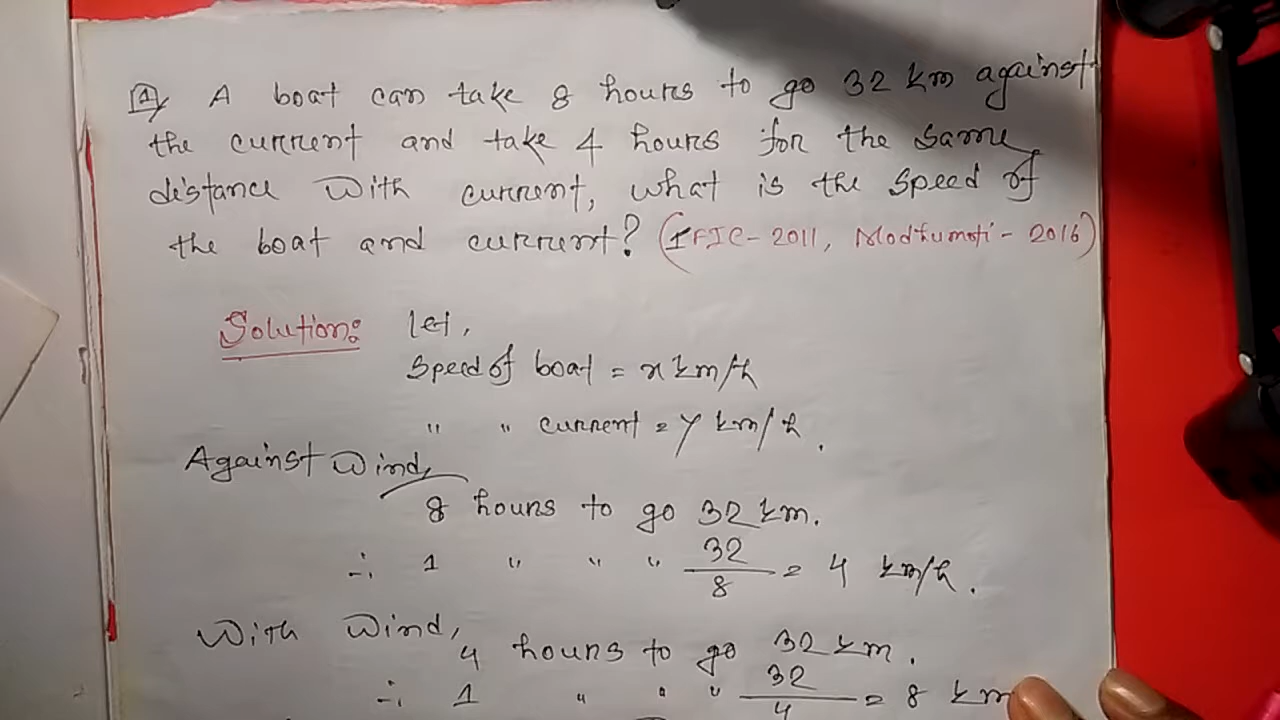 1) A boat can take 8 hours to go 32 km against
the current and take 4 hours for the same
distance with current, what is the speed of
the boat and current? (IFIC-2011, Modhumoti-2016)
Solution: let,
Speed of boat = x km/h
" " current = y km/h.
Against wind,
8 hours to go 32 km.
∴ 1 " " " 32/8 = 4 km/h.
With wind,
4 hours to go 32 km.
∴ 1 " " " 32/4 = 8 km